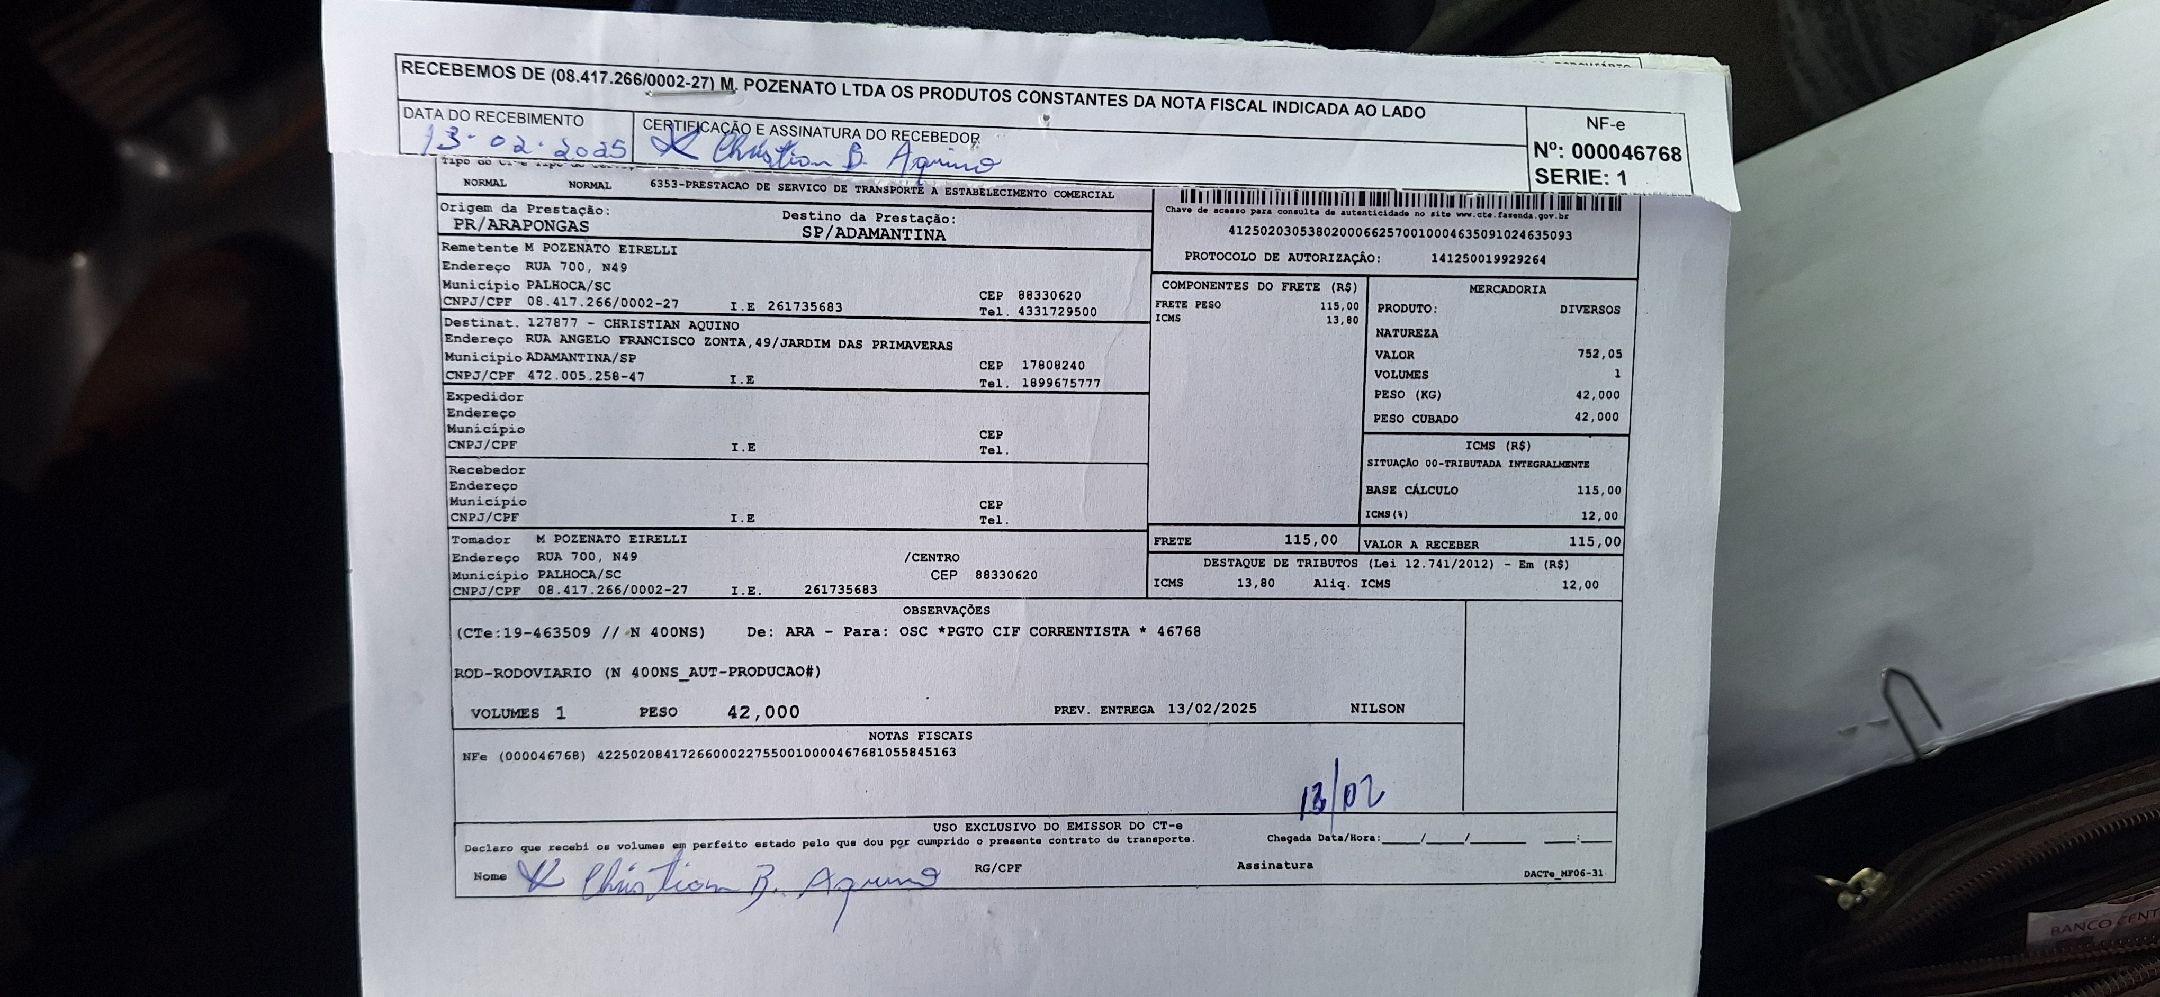 RECEBEMOS DE (08.417.266/0002-27) M. POZENATO LTDA OS PRODUTOS CONSTANTES DA NOTA FISCAL INDICADA AO LADO
DATA DO RECEBIMENTO
13-02-2025
CERTIFICAÇÃO E ASSINATURA DO RECEBEDOR
Christian B. Aquino
NF-e
Nº: 000046768
SERIE: 1
NORMAL NORMAL 6353-PRESTACAO DE SERVICO DE TRANSPORTE A ESTABELECIMENTO COMERCIAL
Chave de acesso para consulta de autenticidade no site www.cte.fazenda.gov.br
41250203053802000662570010004635091024635093
PROTOCOLO DE AUTORIZAÇÃO: 141250019929264
Origem da Prestação:
PR/ARAPONGAS
Destino da Prestação:
SP/ADAMANTINA
Remetente M POZENATO EIRELLI
Endereço RUA 700, N49
Município PALHOCA/SC
CEP 88330620
CNPJ/CPF 08.417.266/0002-27 I.E 261735683
Tel. 4331729500
Destinat. 127877 - CHRISTIAN AQUINO
Endereço RUA ANGELO FRANCISCO ZONTA,49/JARDIM DAS PRIMAVERAS
Município ADAMANTINA/SP
CEP 17808240
CNPJ/CPF 472.005.258-47 I.E
Tel. 1899675777
Expedidor
Endereço
Município
CEP
CNPJ/CPF I.E
Tel.
Recebedor
Endereço
Município
CEP
CNPJ/CPF I.E
Tel.
Tomador M POZENATO EIRELLI
Endereço RUA 700, N49 /CENTRO
Município PALHOCA/SC CEP 88330620
CNPJ/CPF 08.417.266/0002-27 I.E. 261735683
COMPONENTES DO FRETE (R$)
FRETE PESO 115,00
ICMS 13,80
MERCADORIA
PRODUTO: DIVERSOS
NATUREZA
VALOR 752,05
VOLUMES 1
PESO (KG) 42,000
PESO CUBADO 42,000
ICMS (R$)
SITUAÇÃO 00-TRIBUTADA INTEGRALMENTE
BASE CÁLCULO 115,00
ICMS(%) 12,00
FRETE 115,00
VALOR A RECEBER 115,00
DESTAQUE DE TRIBUTOS (Lei 12.741/2012) - Em (R$)
ICMS 13,80 Aliq. ICMS 12,00
OBSERVAÇÕES
(CTe:19-463509 // N 400NS) De: ARA - Para: OSC *PGTO CIF CORRENTISTA * 46768
ROD-RODOVIARIO (N 400NS_AUT-PRODUCAO#)
VOLUMES 1 PESO 42,000 PREV. ENTREGA 13/02/2025 NILSON
NOTAS FISCAIS
NFe (000046768) 42250208417266000227550010000467681055845163
13/02
USO EXCLUSIVO DO EMISSOR DO CT-e
Declaro que recebi os volumes em perfeito estado pelo que dou por cumprido o presente contrato de transporte.
Chegada Data/Hora:____/____/______ ___:___
Nome Christian B. Aquino RG/CPF Assinatura
DACTe_MF06-31
BANCO CENT